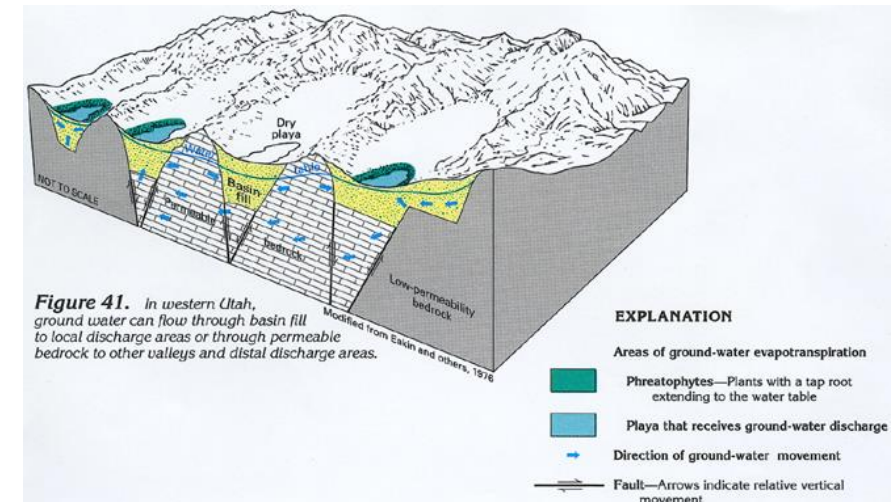 Dry
playa
Water
table
Basin
fill
NOT TO SCALE
Permeable
bedrock
Low-permeability
bedrock
Modified from Eakin and others, 1976
Figure 41. In western Utah,
ground water can flow through basin fill
to local discharge areas or through permeable
bedrock to other valleys and distal discharge areas.
EXPLANATION
Areas of ground-water evapotranspiration
Phreatophytes—Plants with a tap root
extending to the water table
Playa that receives ground-water discharge
Direction of ground-water movement
Fault—Arrows indicate relative vertical
movement